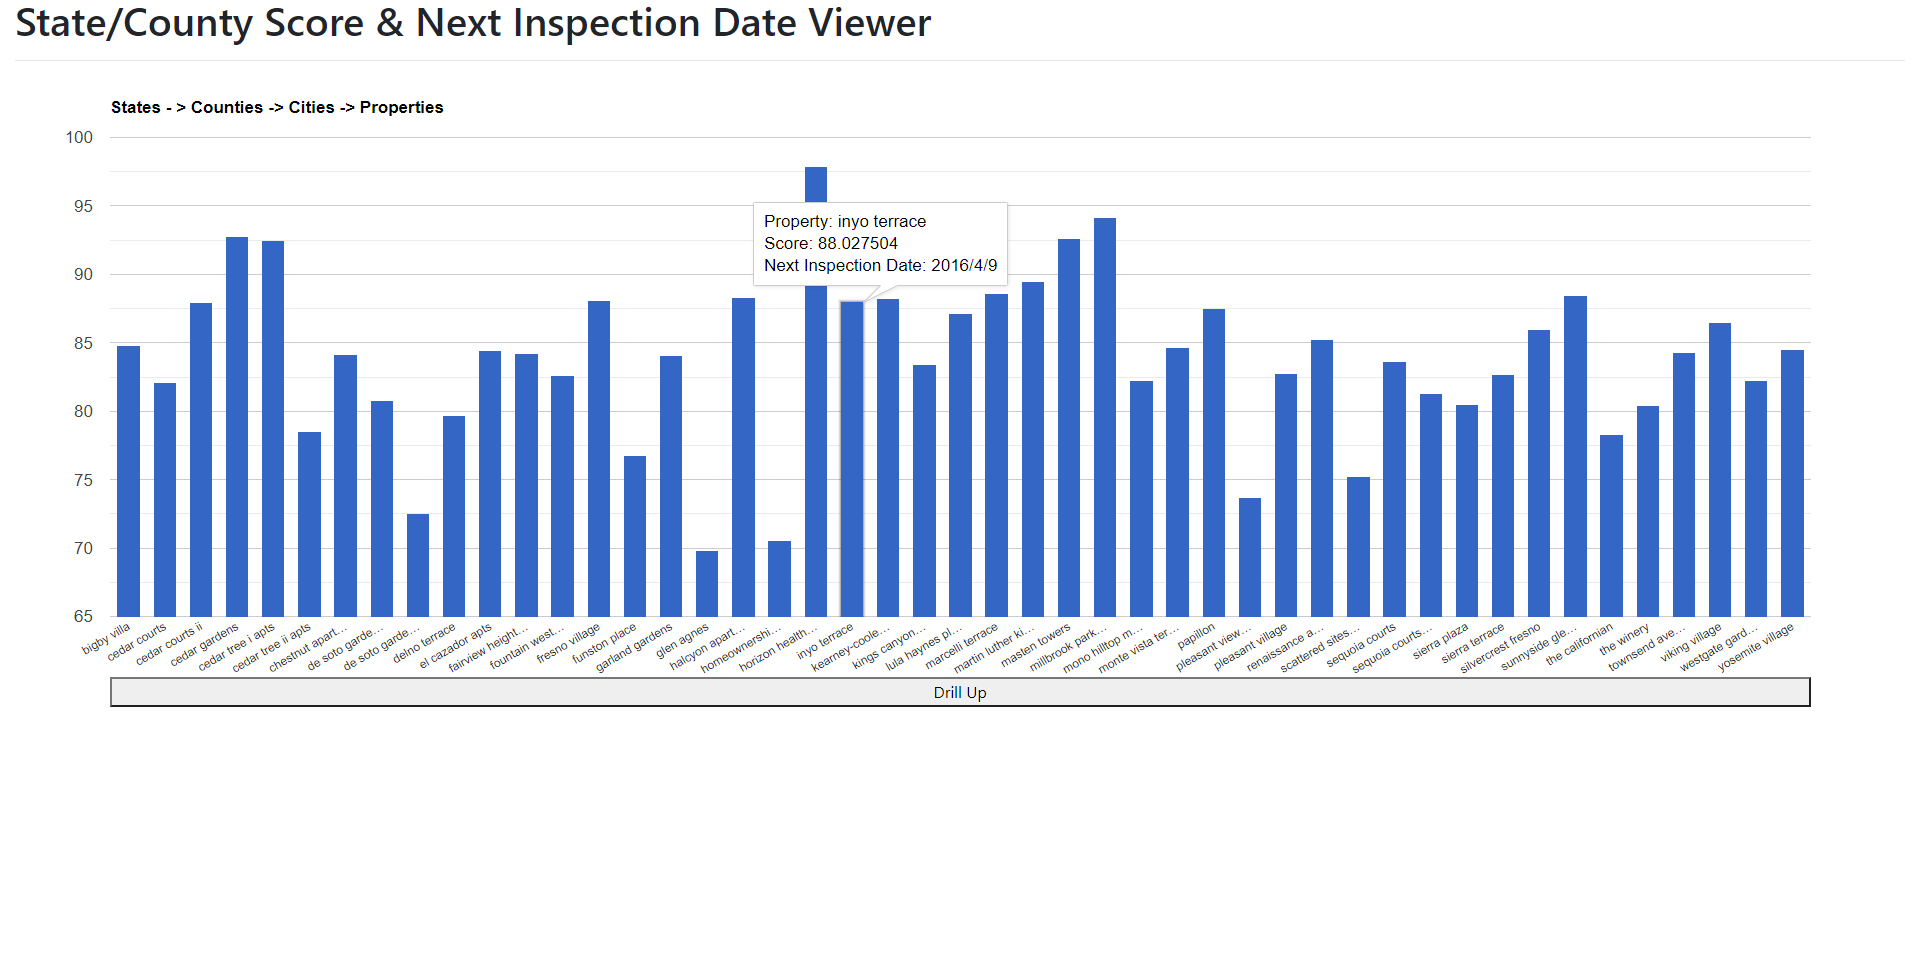 State/County Score & Next Inspection Date Viewer
States - > Counties -> Cities -> Properties
100
95
90
85
80
75
70
65
Property: inyo terrace
Score: 88.027504
Next Inspection Date: 2016/4/9
bigby villa
cedar courts
cedar courts ii
cedar gardens
cedar tree i apts
cedar tree ii apts
chestnut apart...
de soto garde...
de soto garde...
delno terrace
el cazador apts
fairview height...
fountain west...
fresno village
funston place
garland gardens
glen agnes
halcyon apart...
homeownershi...
horizon health...
inyo terrace
kearney-coole...
kings canyon...
lula haynes pl...
marcelli terrace
martin luther ki...
masten towers
millbrook park...
mono hilltop m...
monte vista ter...
papillon
pleasant view...
pleasant village
renaissance a...
scattered sites...
sequoia courts
sequoia courts...
sierra plaza
sierra terrace
silvercrest fresno
sunnyside gle...
the californian
the winery
townsend ave...
viking village
westgate gard...
yosemite village
Drill Up